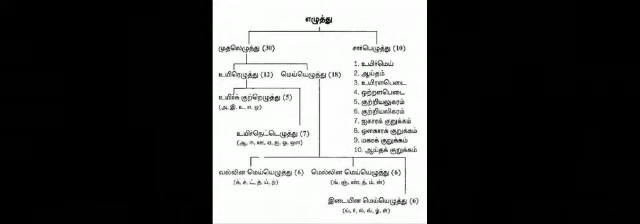 எழுத்து
முதலெழுத்து (30)
சார்பெழுத்து (10)
உயிரெழுத்து (12)
மெய்யெழுத்து (18)
1. உயிர்மெய்
2. ஆய்தம்
3. உயிரளபெடை
4. ஒற்றளபெடை
5. குற்றியலுகரம்
6. குற்றியலிகரம்
7. ஐகாரக் குறுக்கம்
8. ஔகாரக் குறுக்கம்
9. மகரக் குறுக்கம்
10. ஆய்தக் குறுக்கம்
உயிர்க் குற்றெழுத்து (5)
(அ, இ, உ, எ, ஒ)
உயிர்நெட்டெழுத்து (7)
(ஆ, ஈ, ஊ, ஏ, ஐ, ஓ, ஔ)
வல்லின மெய்யெழுத்து (6)
(க், ச், ட், த், ப், ற்)
மெல்லின மெய்யெழுத்து (6)
(ங், ஞ், ண், ந், ம், ன்)
இடையின மெய்யெழுத்து (6)
(ய், ர், ல், வ், ழ், ள்)